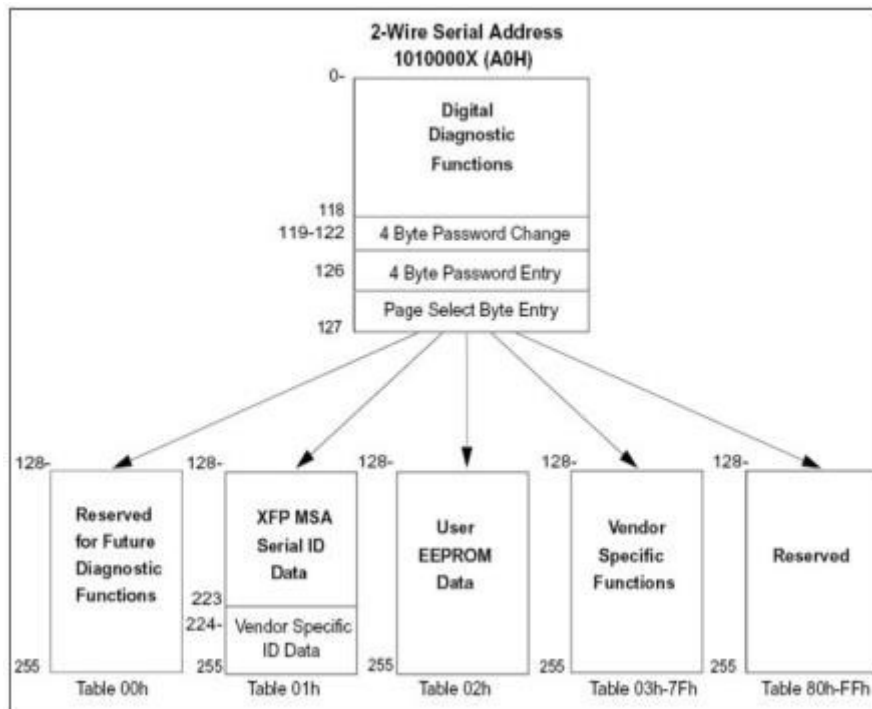 2-Wire Serial Address
1010000X (A0H)
0-
Digital
Diagnostic
Functions
118
119-122
4 Byte Password Change
126
4 Byte Password Entry
Page Select Byte Entry
127
128-
Reserved
for Future
Diagnostic
Functions
255
Table 00h
128-
XFP MSA
Serial ID
Data
223
224-
Vendor Specific
ID Data
255
Table 01h
128-
User
EEPROM
Data
255
Table 02h
128-
Vendor
Specific
Functions
255
Table 03h-7Fh
128-
Reserved
255
Table 80h-FFh